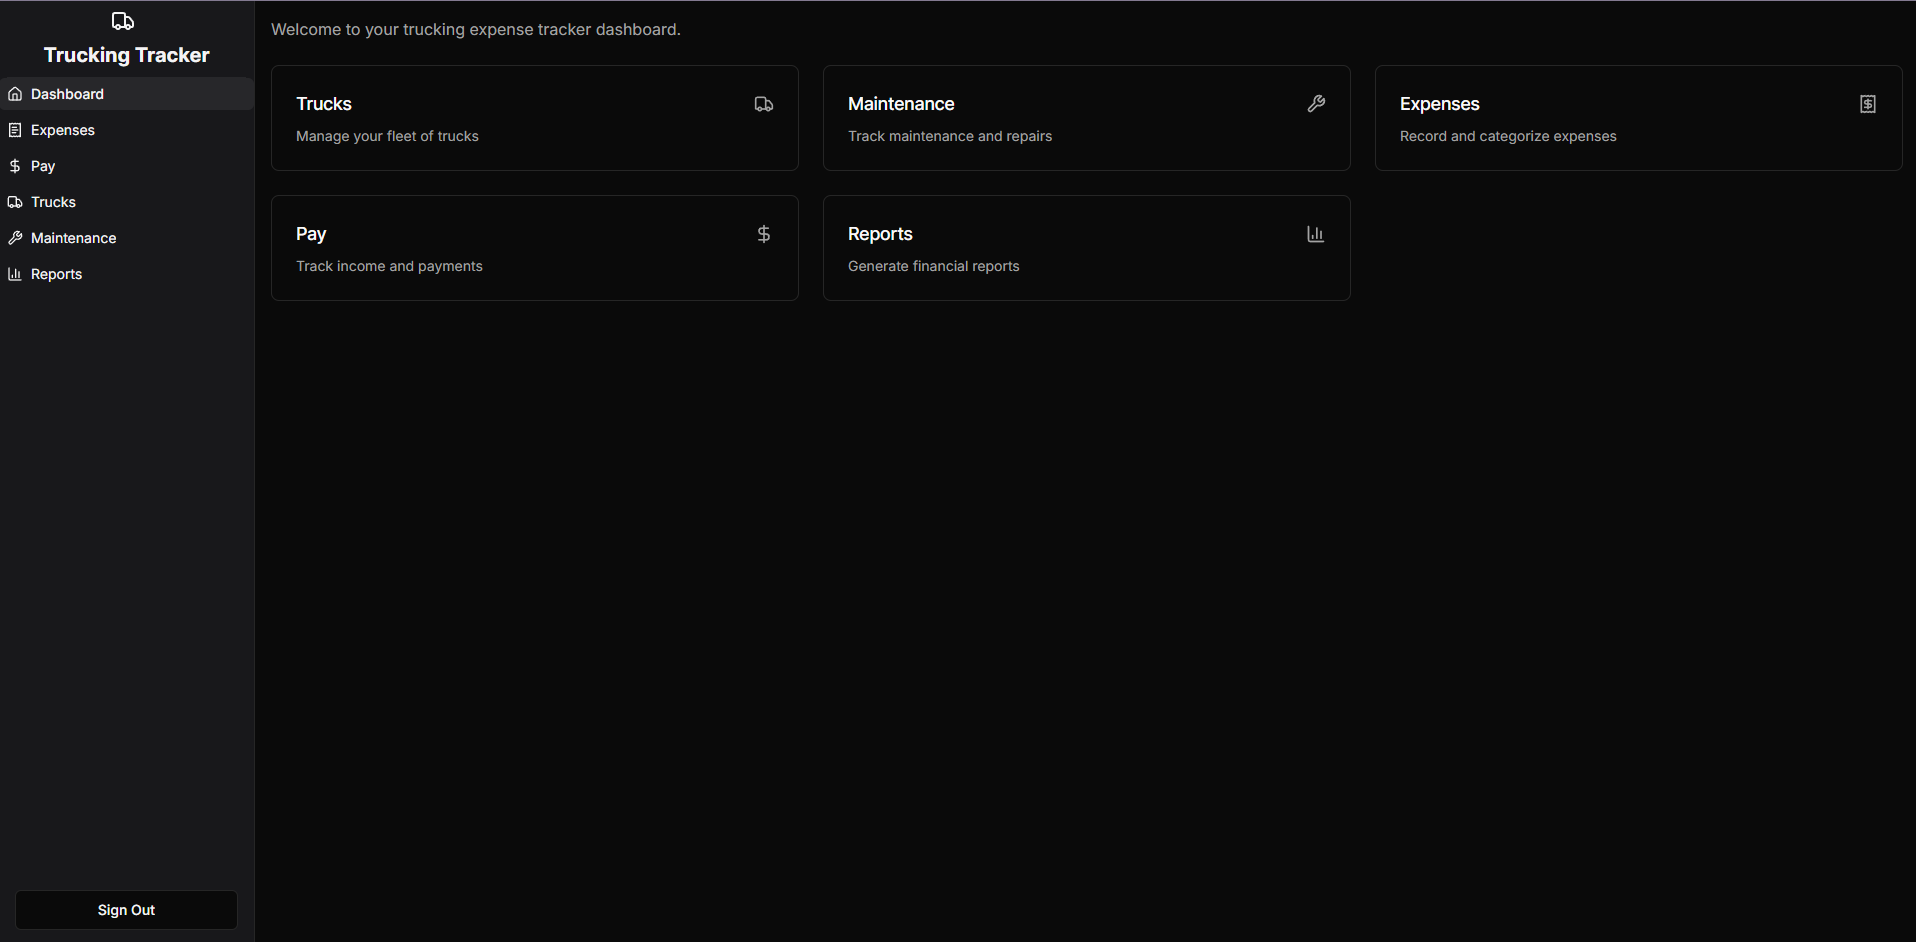 Trucking Tracker
Dashboard
Expenses
Pay
Trucks
Maintenance
Reports
Sign Out
Welcome to your trucking expense tracker dashboard.
Trucks
Manage your fleet of trucks
Maintenance
Track maintenance and repairs
Expenses
Record and categorize expenses
Pay
Track income and payments
Reports
Generate financial reports